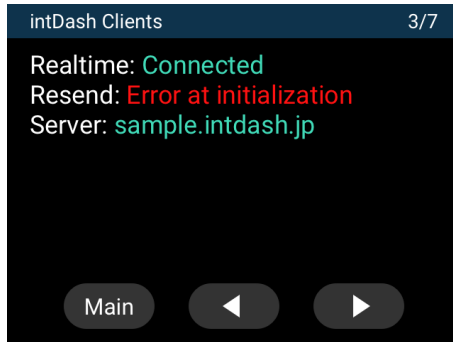 intDash Clients 3/7
Realtime: Connected
Resend: Error at initialization
Server: sample.intdash.jp
Main